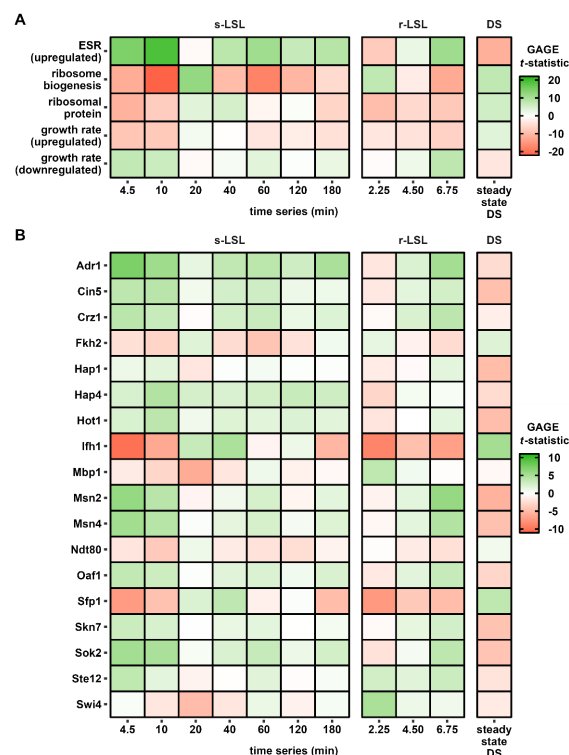 A
s-LSL
r-LSL
DS
ESR
(upregulated)
ribosome
biogenesis
ribosomal
protein
growth rate
(upregulated)
growth rate
(downregulated)
4.5 10 20 40 60 120 180
2.25 4.50 6.75
steady
state
DS
time series (min)
GAGE
t-statistic
20
10
0
-10
-20
B
s-LSL
r-LSL
DS
Adr1
Cin5
Crz1
Fkh2
Hap1
Hap4
Hot1
Ifh1
Mbp1
Msn2
Msn4
Ndt80
Oaf1
Sfp1
Skn7
Sok2
Ste12
Swi4
4.5 10 20 40 60 120 180
2.25 4.50 6.75
steady
state
DS
time series (min)
GAGE
t-statistic
10
5
0
-5
-10